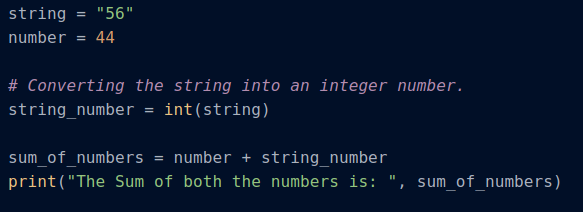 string = "56"
number = 44
# Converting the string into an integer number.
string_number = int(string)
sum_of_numbers = number + string_number
print("The Sum of both the numbers is: ", sum_of_numbers)